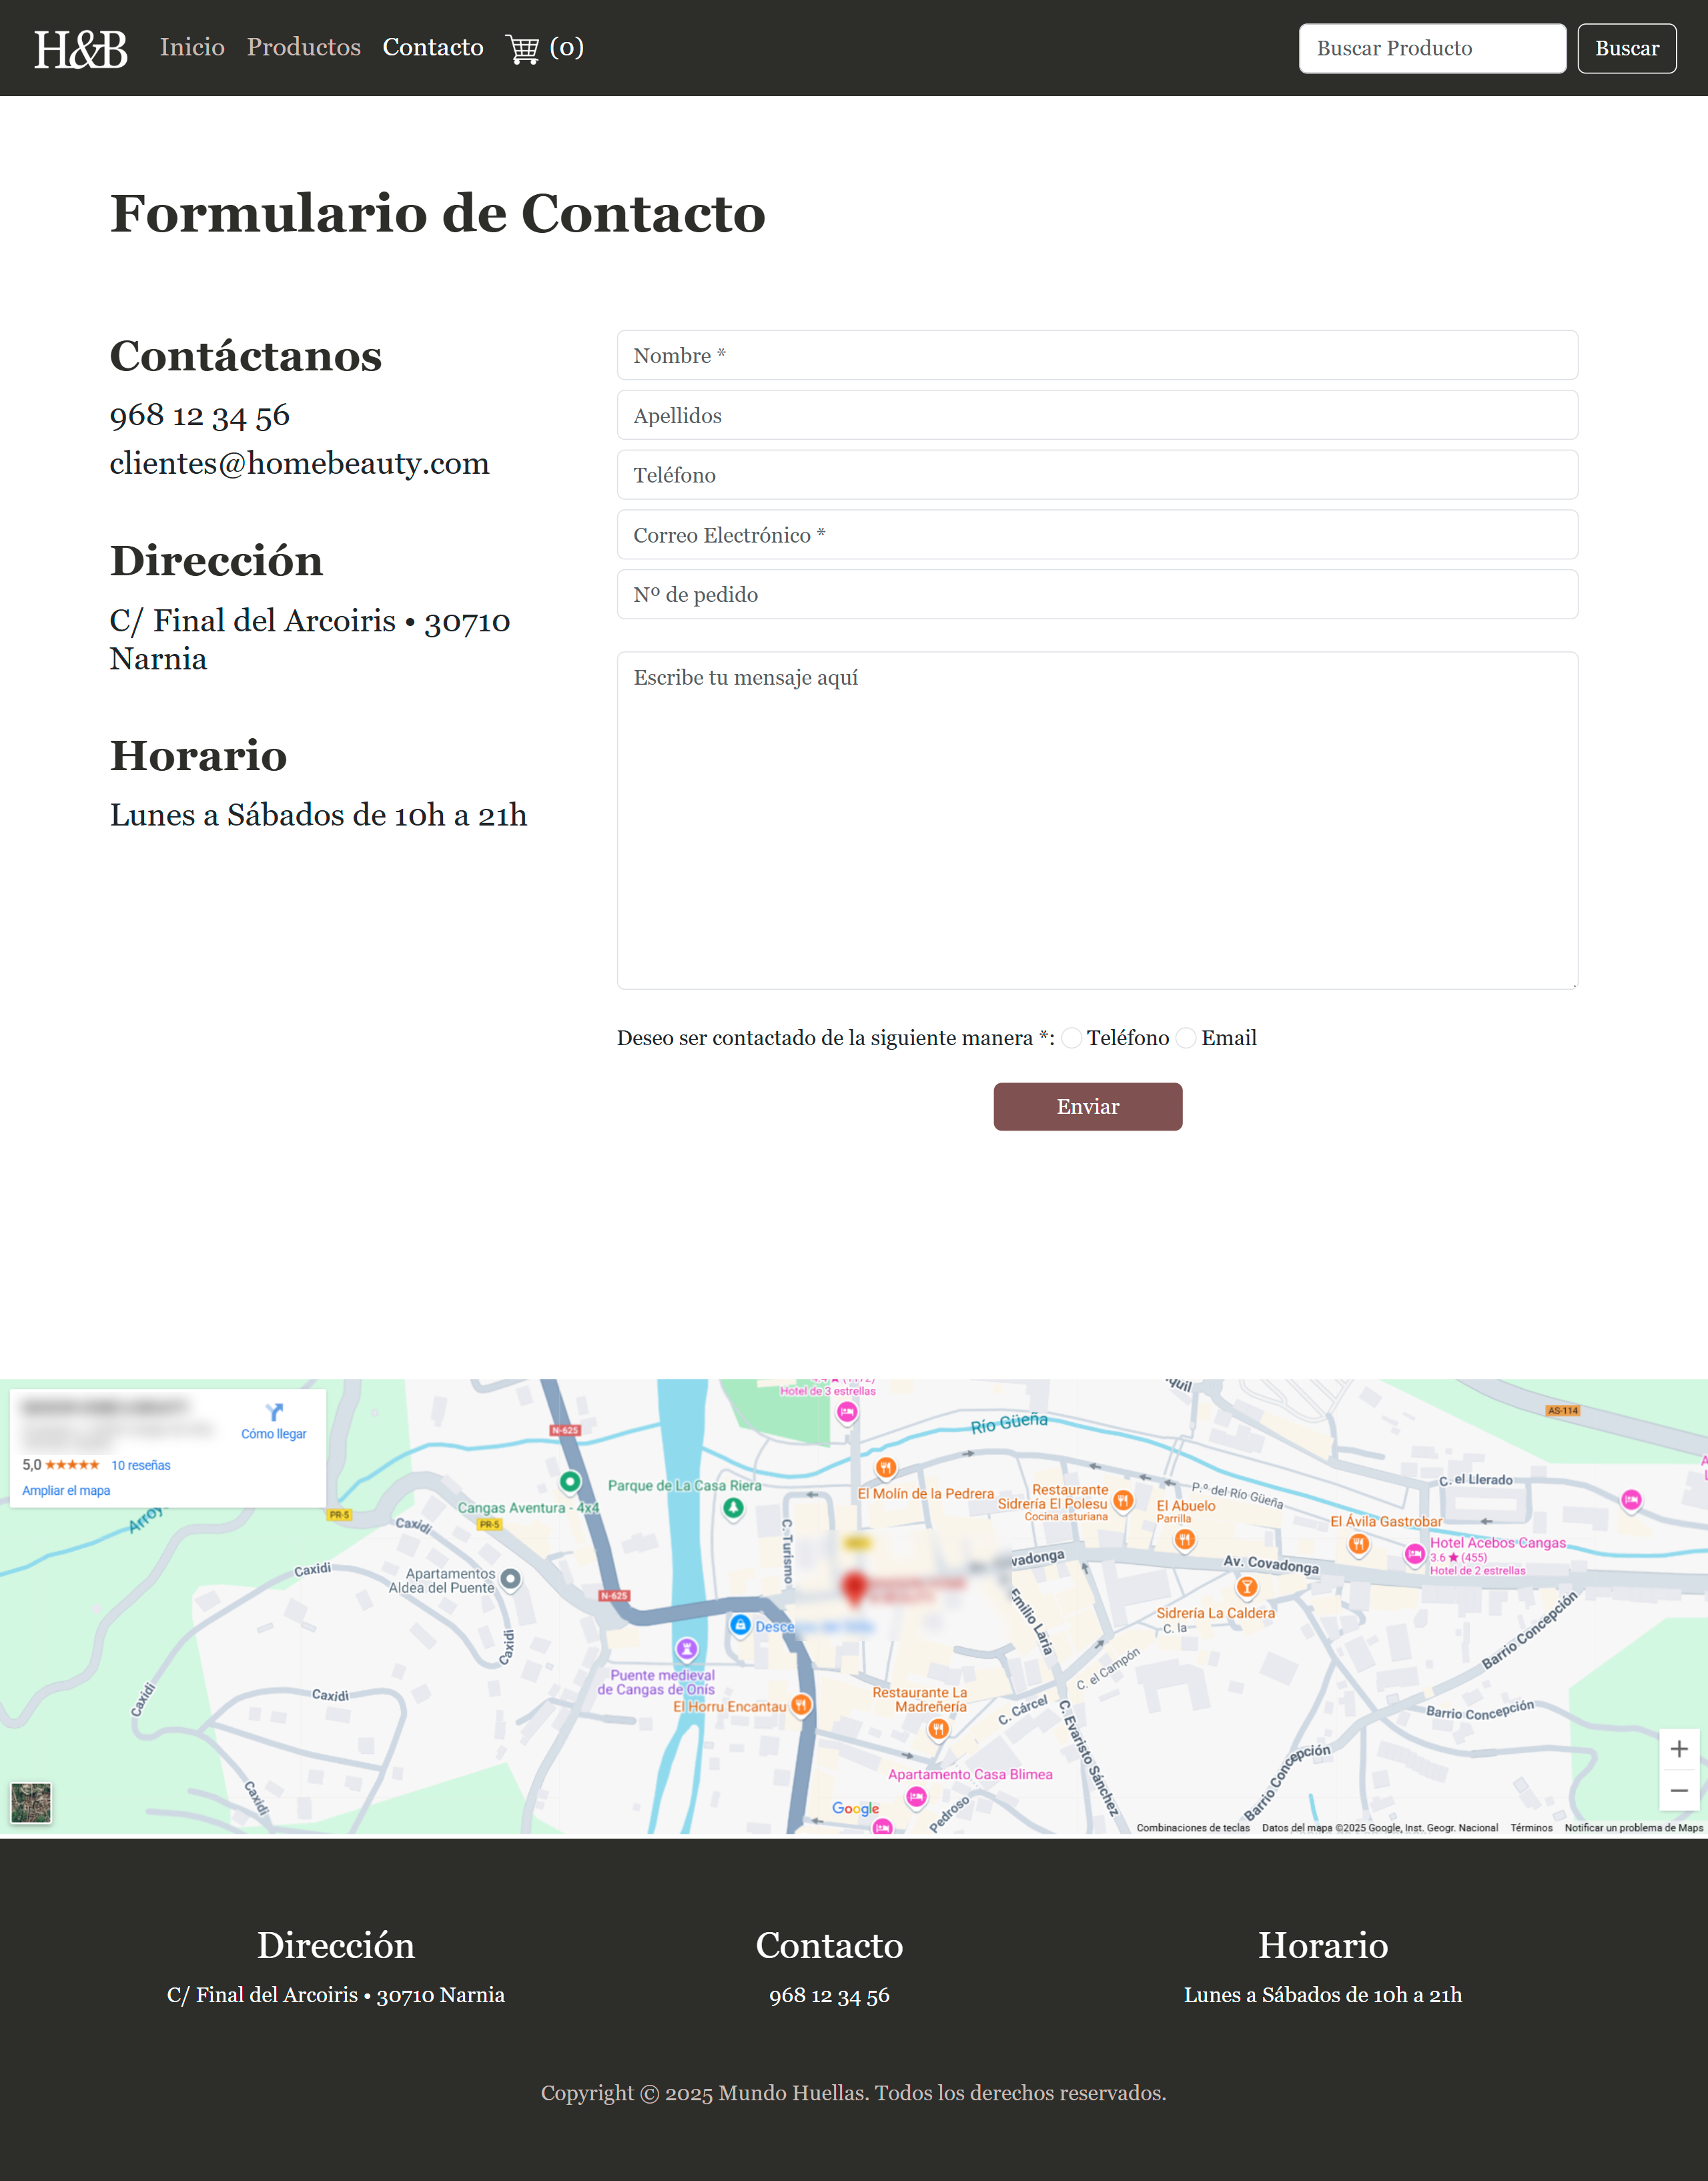 H&B
Inicio
Productos
Contacto
(0)
Buscar Producto
Buscar
Formulario de Contacto
Contáctanos
968 12 34 56
clientes@homebeauty.com
Dirección
C/ Final del Arcoiris • 30710
Narnia
Horario
Lunes a Sábados de 10h a 21h
Nombre *
Apellidos
Teléfono
Correo Electrónico *
Nº de pedido
Escribe tu mensaje aquí
Deseo ser contactado de la siguiente manera *: Teléfono Email
Enviar
Cómo llegar
5,0 ★★★★★ 10 reseñas
Ampliar el mapa
Hotel de 3 estrellas
Río Güeña
AS-114
N-625
Arroy
PR-5
PR-5
Cangas Aventura - 4x4
Parque de La Casa Riera
El Molín de la Pedrera
Restaurante
Sidrería El Polesu
Cocina asturiana
El Abuelo
Parrilla
P.º del Río Güeña
C. el Llerado
El Ávila Gastrobar
Hotel Acebos Cangas
3.6 ★ (455)
Hotel de 2 estrellas
Caxidi
Caxidi
Apartamentos
Aldea del Puente
C. Turismo
vadonga
Av. Covadonga
N-625
Desce
Emilio Laria
Sidrería La Caldera
C. la
Caxidi
Puente medieval
de Cangas de Onís
El Horru Encantau
Restaurante La
Madreñería
C. el Campón
C. Cárcel
C. Evaristo Sánchez
Barrio Concepción
Barrio Concepción
Barrio Concepción
Caxidi
Caxidi
Caxidi
Apartamento Casa Blimea
Pedroso
Google
Combinaciones de teclas
Datos del mapa ©2025 Google, Inst. Geogr. Nacional
Términos
Notificar un problema de Maps
Dirección
C/ Final del Arcoiris • 30710 Narnia
Contacto
968 12 34 56
Horario
Lunes a Sábados de 10h a 21h
Copyright © 2025 Mundo Huellas. Todos los derechos reservados.